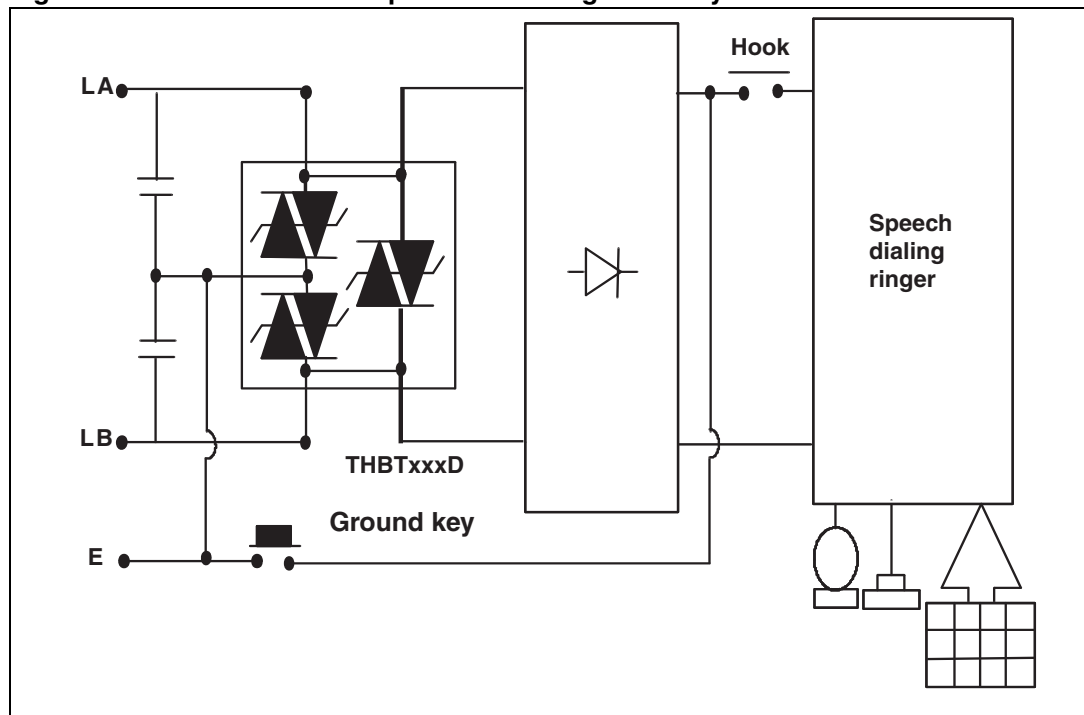 Hook
LA
Speech
dialing
ringer
LB
THBTxxxD
Ground key
E